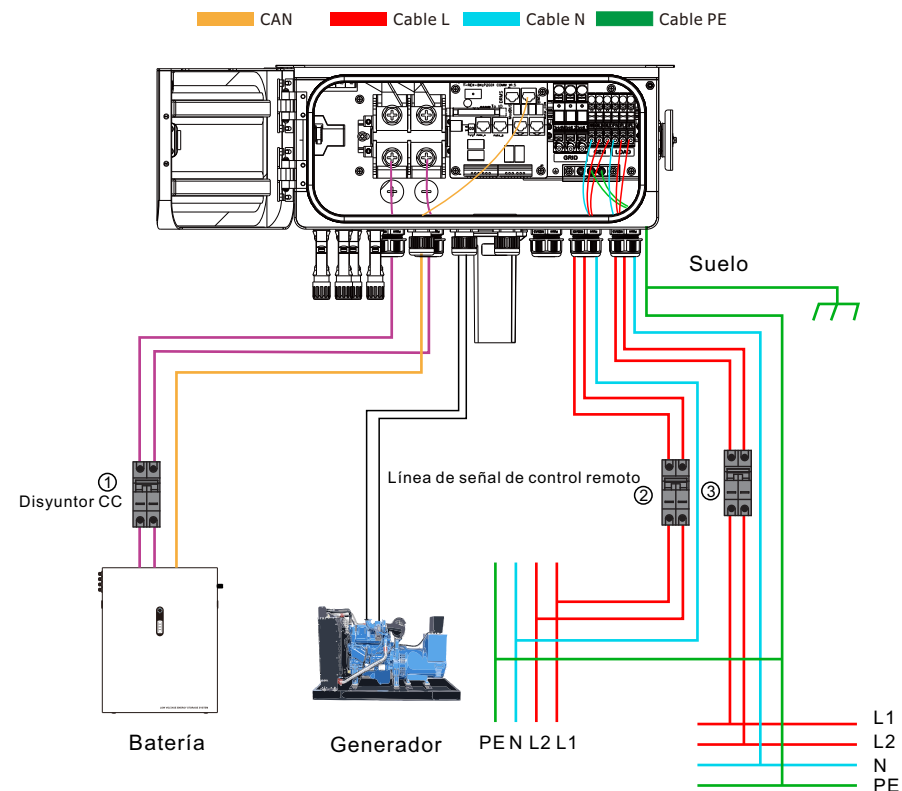 CAN
Cable L
Cable N
Cable PE
GRID
GEN
LOAD
Suelo
①
Disyuntor CC
Línea de señal de control remoto
②
③
Batería
Generador
PE N L2 L1
L1
L2
N
PE